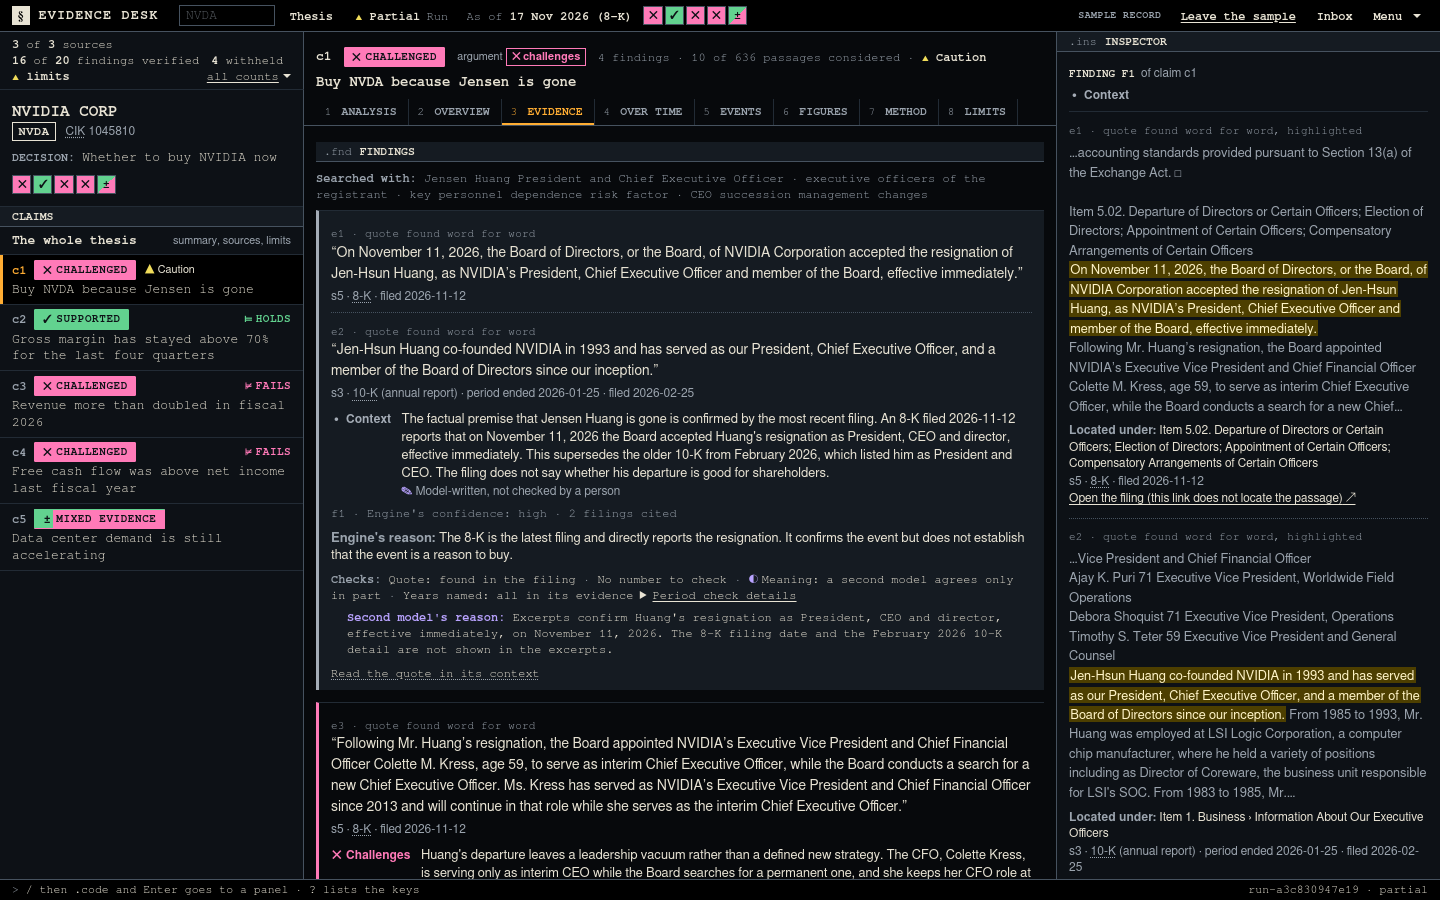 § EVIDENCE DESK NVDA Thesis ▲ Partial Run As of 17 Nov 2026 (8-K) ✕ ✓ ✕ ✕ ± SAMPLE RECORD Leave the sample Inbox Menu
3 of 3 sources
16 of 20 findings verified 4 withheld
▲ limits all counts
NVIDIA CORP
NVDA CIK 1045810
DECISION: Whether to buy NVIDIA now
✕ ✓ ✕ ✕ ±
CLAIMS
The whole thesis summary, sources, limits
c1 ✕ CHALLENGED ▲ Caution
Buy NVDA because Jensen is gone
c2 ✓ SUPPORTED ⊨ HOLDS
Gross margin has stayed above 70%
for the last four quarters
c3 ✕ CHALLENGED ⊭ FAILS
Revenue more than doubled in fiscal
2026
c4 ✕ CHALLENGED ⊭ FAILS
Free cash flow was above net income
last fiscal year
c5 ± MIXED EVIDENCE
Data center demand is still
accelerating
c1 ✕ CHALLENGED argument ✕ challenges 4 findings · 10 of 636 passages considered · ▲ Caution
Buy NVDA because Jensen is gone
1 ANALYSIS 2 OVERVIEW 3 EVIDENCE 4 OVER TIME 5 EVENTS 6 FIGURES 7 METHOD 8 LIMITS
.fnd FINDINGS
Searched with: Jensen Huang President and Chief Executive Officer · executive officers of the
registrant · key personnel dependence risk factor · CEO succession management changes
e1 · quote found word for word
“On November 11, 2026, the Board of Directors, or the Board, of NVIDIA Corporation accepted the resignation of
Jen-Hsun Huang, as NVIDIA’s President, Chief Executive Officer and member of the Board, effective immediately.”
s5 · 8-K · filed 2026-11-12
e2 · quote found word for word
“Jen-Hsun Huang co-founded NVIDIA in 1993 and has served as our President, Chief Executive Officer, and a
member of the Board of Directors since our inception.”
s3 · 10-K (annual report) · period ended 2026-01-25 · filed 2026-02-25
• Context The factual premise that Jensen Huang is gone is confirmed by the most recent filing. An 8-K filed 2026-11-12
reports that on November 11, 2026 the Board accepted Huang’s resignation as President, CEO and director,
effective immediately. This supersedes the older 10-K from February 2026, which listed him as President and
CEO. The filing does not say whether his departure is good for shareholders.
✎ Model-written, not checked by a person
f1 · Engine's confidence: high · 2 filings cited
Engine’s reason: The 8-K is the latest filing and directly reports the resignation. It confirms the event but does not establish
that the event is a reason to buy.
Checks: Quote: found in the filing · No number to check · ◐ Meaning: a second model agrees only
in part · Years named: all in its evidence ▶ Period check details
Second model's reason: Excerpts confirm Huang's resignation as President, CEO and director,
effective immediately, on November 11, 2026. The 8-K filing date and the February 2026 10-K
detail are not shown in the excerpts.
Read the quote in its context
e3 · quote found word for word
“Following Mr. Huang’s resignation, the Board appointed NVIDIA’s Executive Vice President and Chief Financial
Officer Colette M. Kress, age 59, to serve as interim Chief Executive Officer, while the Board conducts a search for a
new Chief Executive Officer. Ms. Kress has served as NVIDIA’s Executive Vice President and Chief Financial Officer
since 2013 and will continue in that role while she serves as the interim Chief Executive Officer.”
s5 · 8-K · filed 2026-11-12
✕ Challenges Huang’s departure leaves a leadership vacuum rather than a defined new strategy. The CFO, Colette Kress,
is serving only as interim CEO while the Board searches for a permanent one, and she keeps her CFO role at
.ins INSPECTOR
FINDING F1 of claim c1
• Context
e1 · quote found word for word, highlighted
…accounting standards provided pursuant to Section 13(a) of
the Exchange Act. □
Item 5.02. Departure of Directors or Certain Officers; Election of
Directors; Appointment of Certain Officers; Compensatory
Arrangements of Certain Officers
On November 11, 2026, the Board of Directors, or the Board, of
NVIDIA Corporation accepted the resignation of Jen-Hsun
Huang, as NVIDIA’s President, Chief Executive Officer and
member of the Board, effective immediately.
Following Mr. Huang’s resignation, the Board appointed
NVIDIA’s Executive Vice President and Chief Financial Officer
Colette M. Kress, age 59, to serve as interim Chief Executive
Officer, while the Board conducts a search for a new Chief…
Located under: Item 5.02. Departure of Directors or Certain
Officers; Election of Directors; Appointment of Certain Officers;
Compensatory Arrangements of Certain Officers
s5 · 8-K · filed 2026-11-12
Open the filing (this link does not locate the passage) ↗
e2 · quote found word for word, highlighted
…Vice President and Chief Financial Officer
Ajay K. Puri 71 Executive Vice President, Worldwide Field
Operations
Debora Shoquist 71 Executive Vice President, Operations
Timothy S. Teter 59 Executive Vice President and General
Counsel
Jen-Hsun Huang co-founded NVIDIA in 1993 and has served
as our President, Chief Executive Officer, and a member of the
Board of Directors since our inception. From 1985 to 1993, Mr.
Huang was employed at LSI Logic Corporation, a computer
chip manufacturer, where he held a variety of positions
including as Director of Coreware, the business unit responsible
for LSI’s SOC. From 1983 to 1985, Mr.…
Located under: Item 1. Business › Information About Our Executive
Officers
s3 · 10-K (annual report) · period ended 2026-01-25 · filed 2026-02-
25
> / then .code and Enter goes to a panel · ? lists the keys run-a3c830947e19 · partial